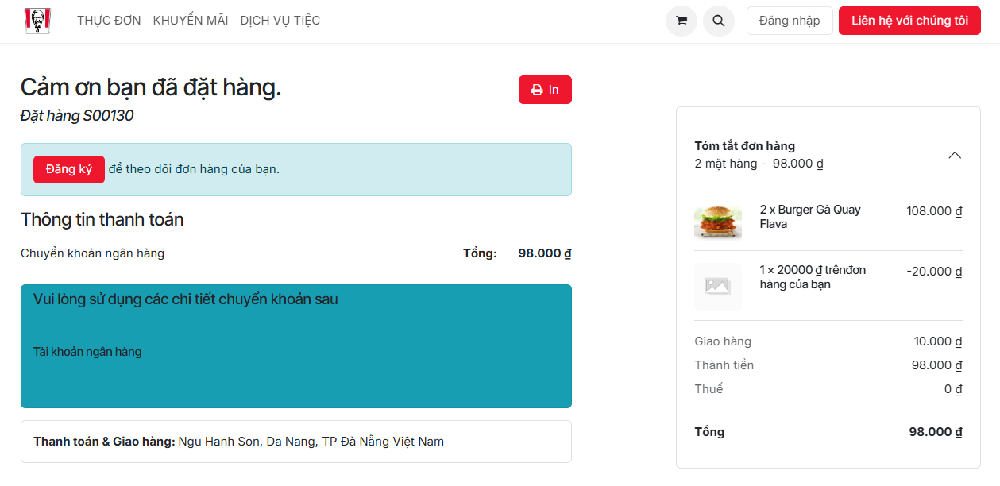 THỰC ĐƠN KHUYẾN MÃI DỊCH VỤ TIỆC Đăng nhập Liên hệ với chúng tôi
Cảm ơn bạn đã đặt hàng.
In
Đặt hàng S00130
Đăng ký để theo dõi đơn hàng của bạn.
Thông tin thanh toán
Chuyển khoản ngân hàng Tổng: 98.000 ₫
Vui lòng sử dụng các chi tiết chuyển khoản sau
Tài khoản ngân hàng
Thanh toán & Giao hàng: Ngu Hanh Son, Da Nang, TP Đà Nẵng Việt Nam
Tóm tắt đơn hàng
2 mặt hàng - 98.000 ₫
2 x Burger Gà Quay 108.000 ₫
Flava
1 × 20000 ₫ trênđơn -20.000 ₫
hàng của bạn
Giao hàng 10.000 ₫
Thành tiền 98.000 ₫
Thuế 0 ₫
Tổng 98.000 ₫